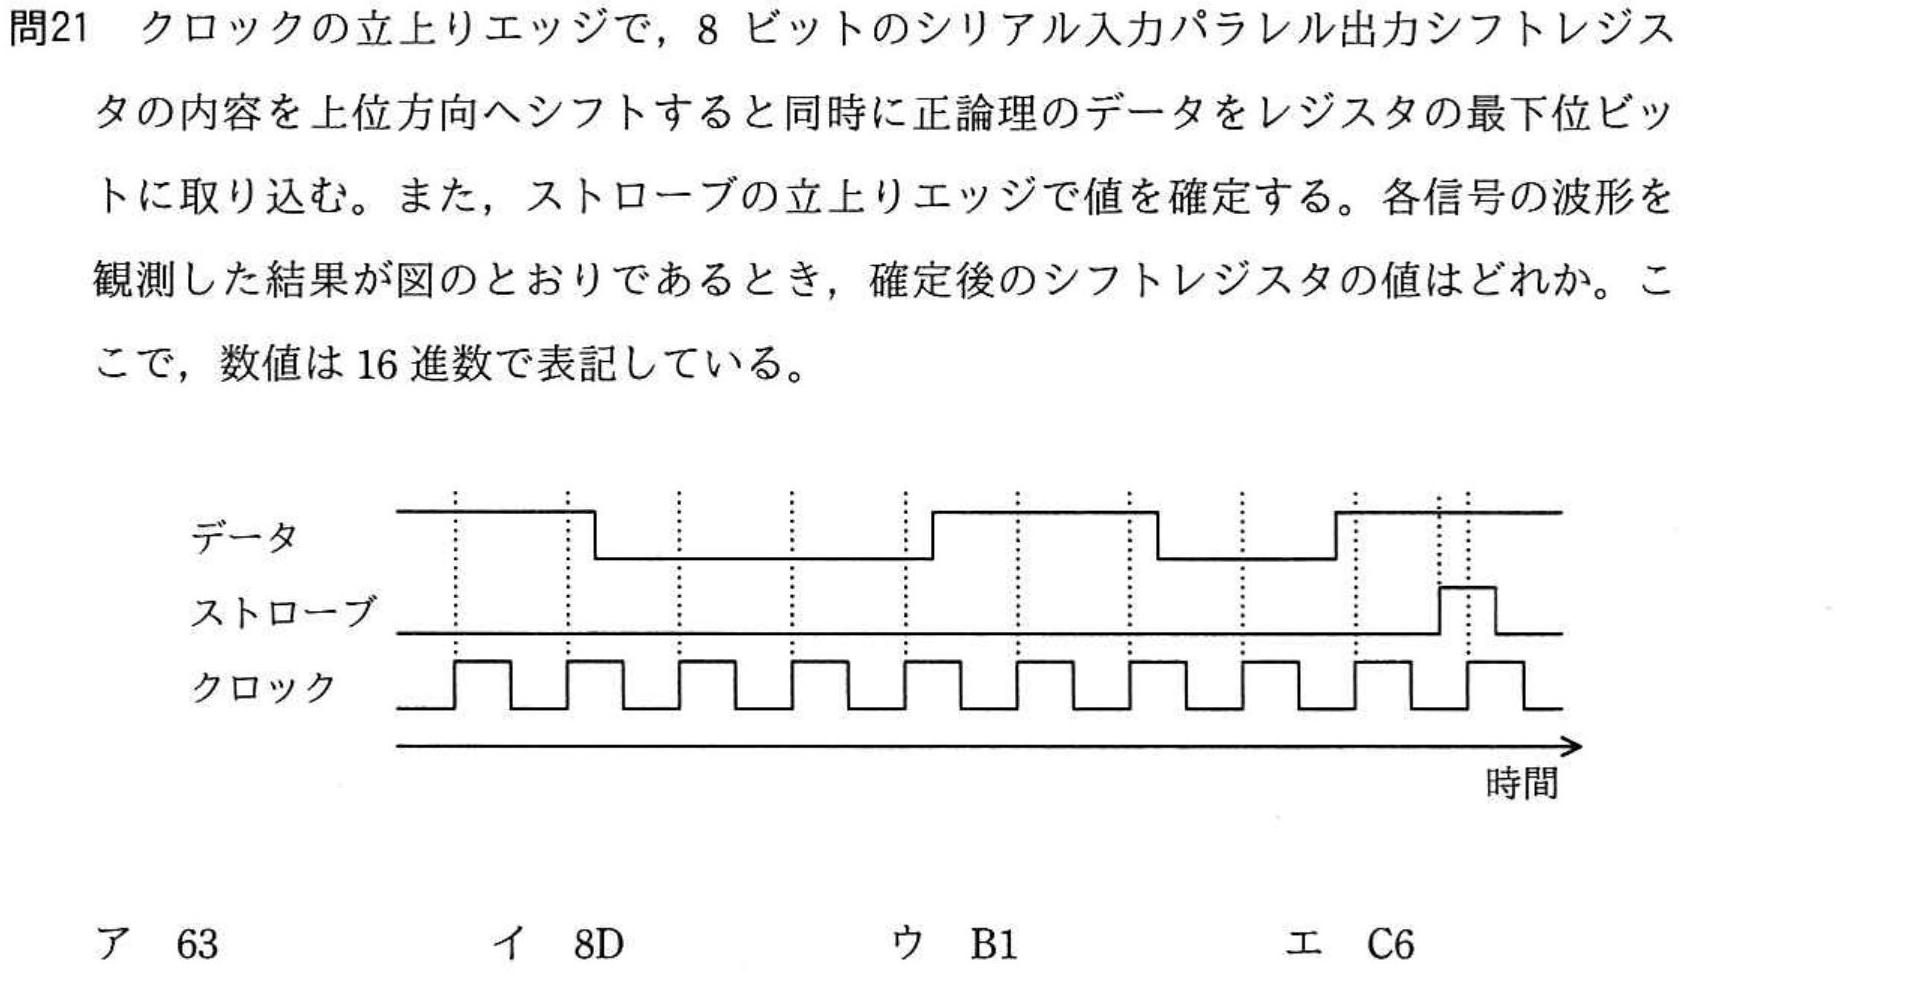 問21　クロックの立上りエッジで，8 ビットのシリアル入力パラレル出力シフトレジス
タの内容を上位方向へシフトすると同時に正論理のデータをレジスタの最下位ビッ
トに取り込む。また，ストローブの立上りエッジで値を確定する。各信号の波形を
観測した結果が図のとおりであるとき，確定後のシフトレジスタの値はどれか。こ
こで，数値は 16 進数で表記している。
データ
ストローブ
クロック
時間
ア　63　イ　8D　ウ　B1　エ　C6